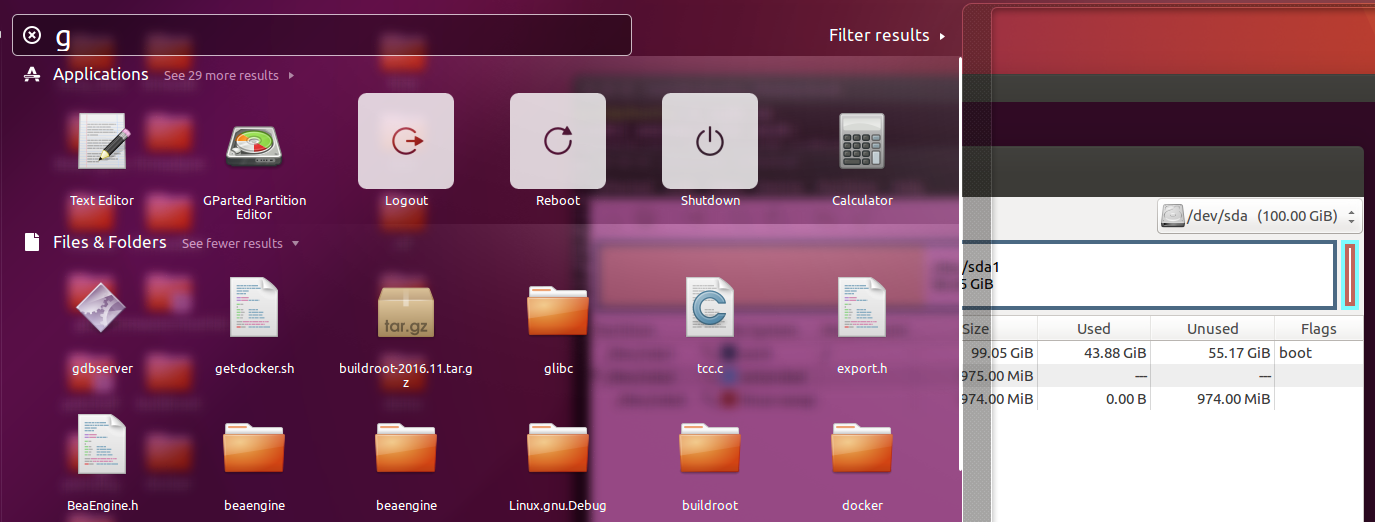 g
Filter results
Applications See 29 more results
Text Editor
GParted Partition
Editor
Logout
Reboot
Shutdown
Calculator
Files & Folders See fewer results
gdbserver
get-docker.sh
tar.gz
buildroot-2016.11.tar.g
z
glibc
C
tcc.c
export.h
BeaEngine.h
beaengine
beaengine
Linux.gnu.Debug
buildroot
docker
/dev/sda (100.00 GiB)
/sda1
5 GiB
Size Used Unused Flags
99.05 GiB 43.88 GiB 55.17 GiB boot
975.00 MiB --- ---
974.00 MiB 0.00 B 974.00 MiB